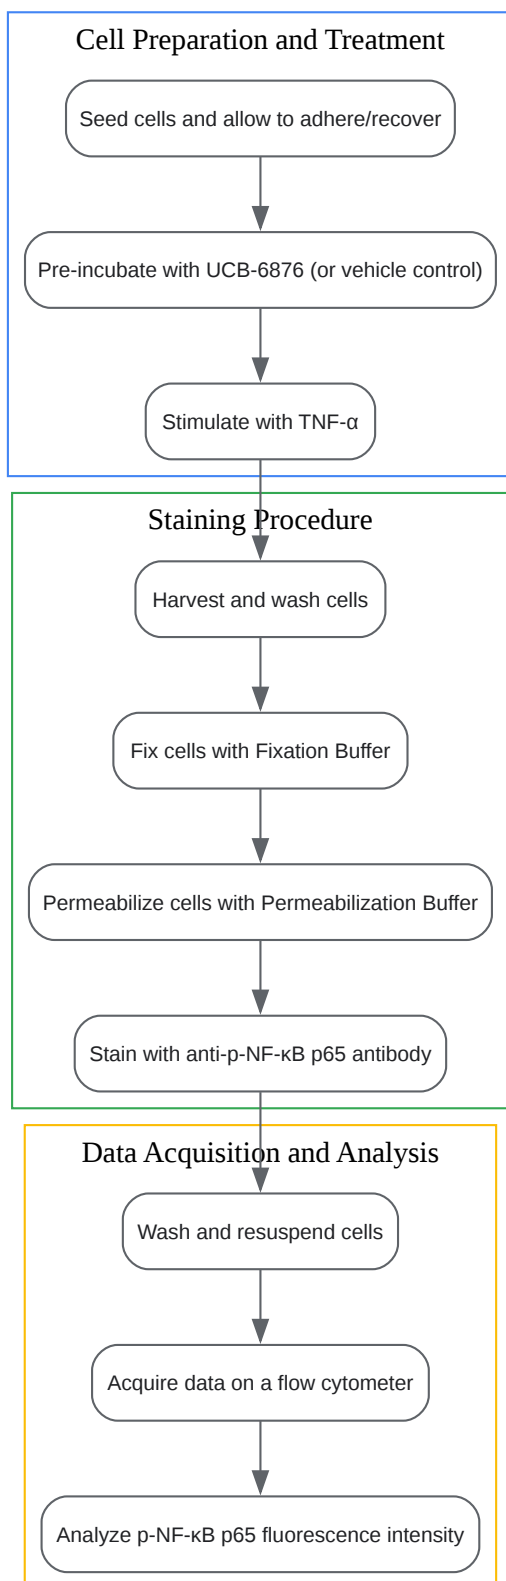 Cell Preparation and Treatment
Seed cells and allow to adhere/recover
Pre-incubate with UCB-6876 (or vehicle control)
Stimulate with TNF-α
Staining Procedure
Harvest and wash cells
Fix cells with Fixation Buffer
Permeabilize cells with Permeabilization Buffer
Stain with anti-p-NF-κB p65 antibody
Data Acquisition and Analysis
Wash and resuspend cells
Acquire data on a flow cytometer
Analyze p-NF-κB p65 fluorescence intensity